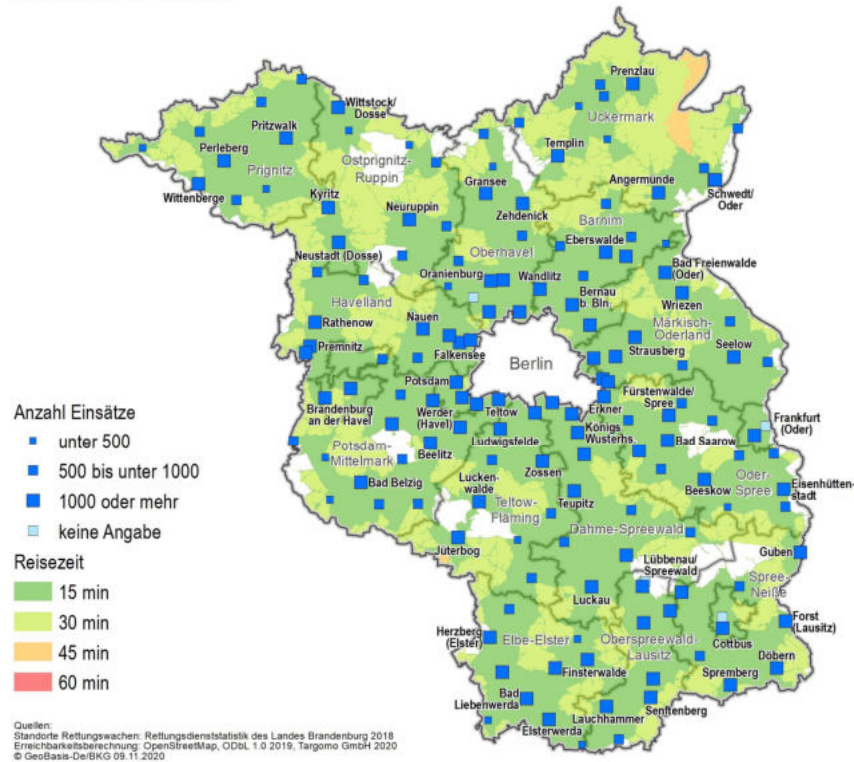 Prenzlau
Wittstock/
Dosse
Uckermark
Pritzwalk
Ostprignitz-
Ruppin
Templin
Perleberg
Prignitz
Gransee
Angermunde
Schwedt/
Oder
Wittenberge
Kyritz
Neuruppin
Zehdenick
Barnim
Eberswalde
Oberhavel
Neustadt (Dosse)
Bad Freienwalde
(Oder)
Oranienburg
Wandlitz
Havelland
Bernau
b. Bln.
Wriezen
Rathenow
Nauen
Märkisch-
Oderland
Premnitz
Falkensee
Berlin
Strausberg
Seelow
Potsdam
Anzahl Einsätze
Brandenburg
an der Havel
Werder
(Havel)
Teltow
Erkner
Fürstenwalde/
Spree
Frankfurt
(Oder)
unter 500
Ludwigsfelde
Königs
Wusterhs.
Bad Saarow
500 bis unter 1000
Potsdam-
Mittelmark
Beelitz
Zossen
Oder-
Spree
1000 oder mehr
Bad Belzig
Lucken-
walde
Beeskow
Eisenhütten-
stadt
Teupitz
keine Angabe
Teltow-
Fläming
Dahme-Spreewald
Reisezeit
Jüterbog
Lübbenau/
Spreewald
Guben
15 min
Spree-
Neiße
30 min
Luckau
45 min
Herzberg
(Elster)
Elbe-Elster
Oberspreewald-
Lausitz
Cottbus
Forst
(Lausitz)
60 min
Finsterwalde
Döbern
Bad
Liebenwerda
Spremberg
Senftenberg
Lauchhammer
Elsterwerda
Quellen:
Standorte Rettungswachen: Rettungsdienststatistik des Landes Brandenburg 2018
Erreichbarkeitsberechnung: OpenStreetMap, ODbL 1.0 2019, Targomo GmbH 2020
© GeoBasis-De/BKG 09.11.2020